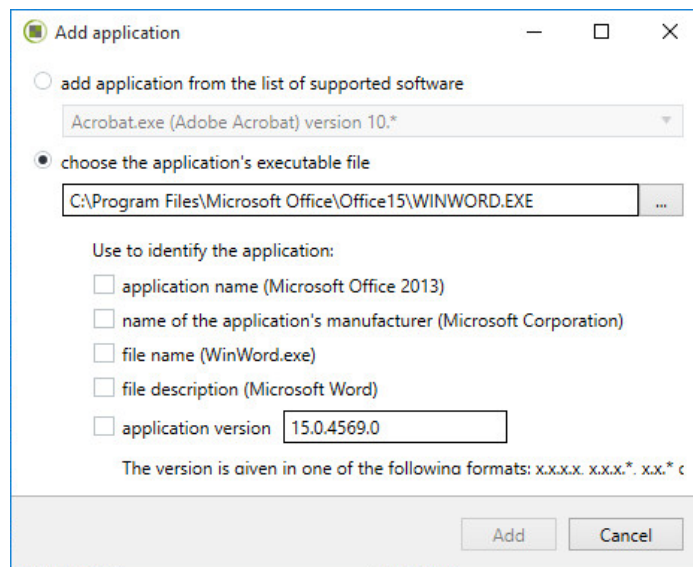 Add application
add application from the list of supported software
Acrobat.exe (Adobe Acrobat) version 10.*
choose the application's executable file
C:\Program Files\Microsoft Office\Office15\WINWORD.EXE ...
Use to identify the application:
application name (Microsoft Office 2013)
name of the application's manufacturer (Microsoft Corporation)
file name (WinWord.exe)
file description (Microsoft Word)
application version 15.0.4569.0
The version is given in one of the following formats: x.x.x.x, x.x.x.*, x.x.*
Add Cancel